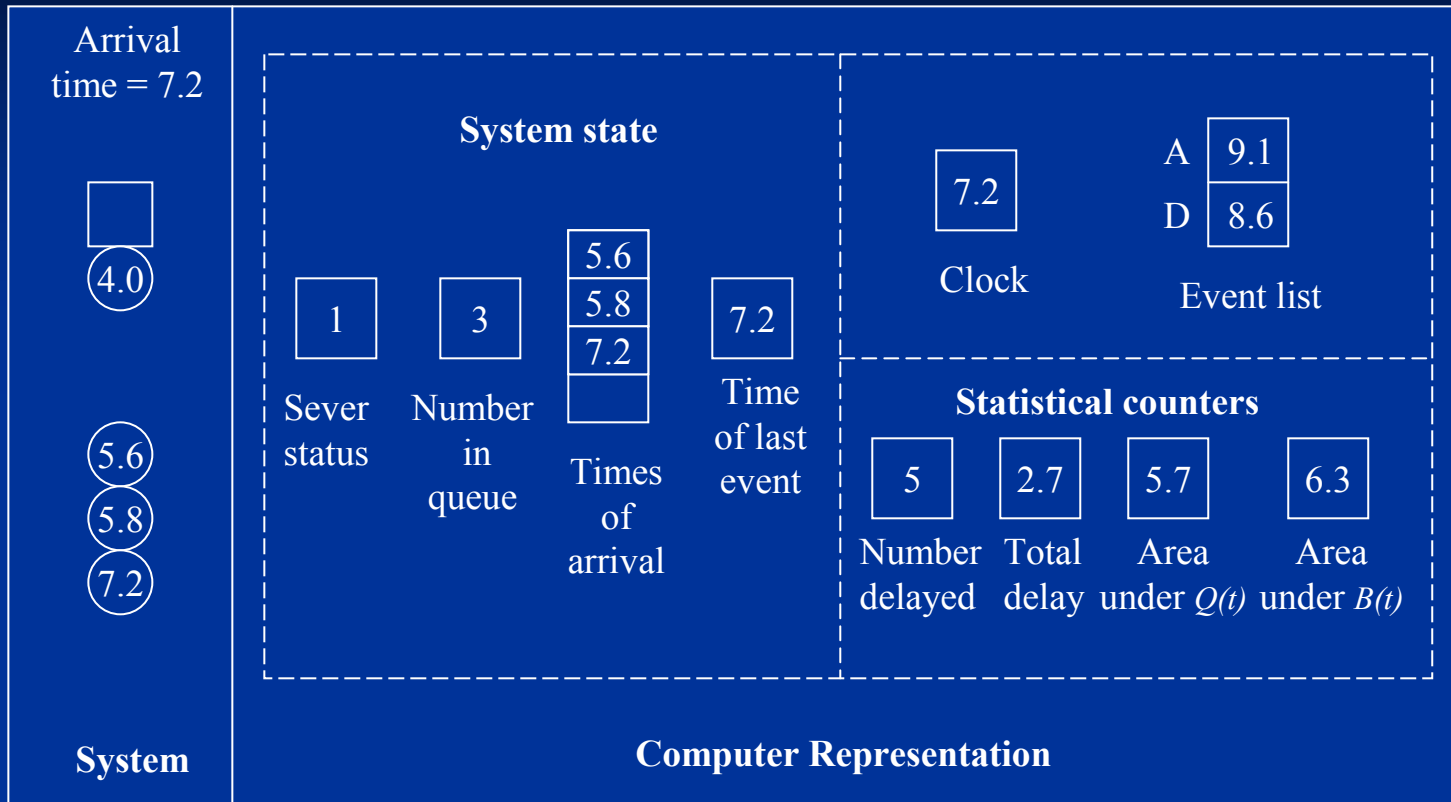 Arrival
time = 7.2
4.0
5.6
5.8
7.2
System
System state
1
Sever
status
3
Number
in
queue
5.6
5.8
7.2
Times
of
arrival
7.2
Time
of last
event
7.2
Clock
A 9.1
D 8.6
Event list
Statistical counters
5
Number
delayed
2.7
Total
delay
5.7
Area
under Q(t)
6.3
Area
under B(t)
Computer Representation